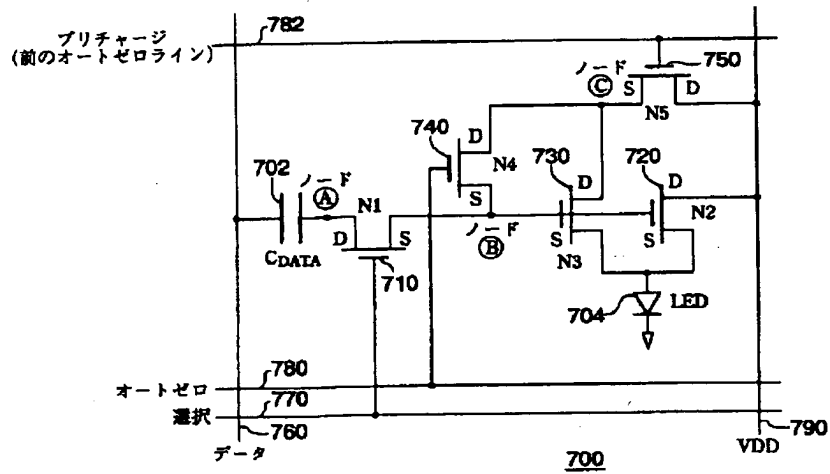 プリチャージ
(前のオートゼロライン)
782
750
ノード
Ⓒ
S
D
N5
740
D
N4
S
730
720
D
D
702
ノード
Ⓐ
N1
D
S
ノード
Ⓑ
S
S
N2
N3
CDATA
710
704
LED
オートゼロ
780
選択
770
データ
760
790
VDD
700